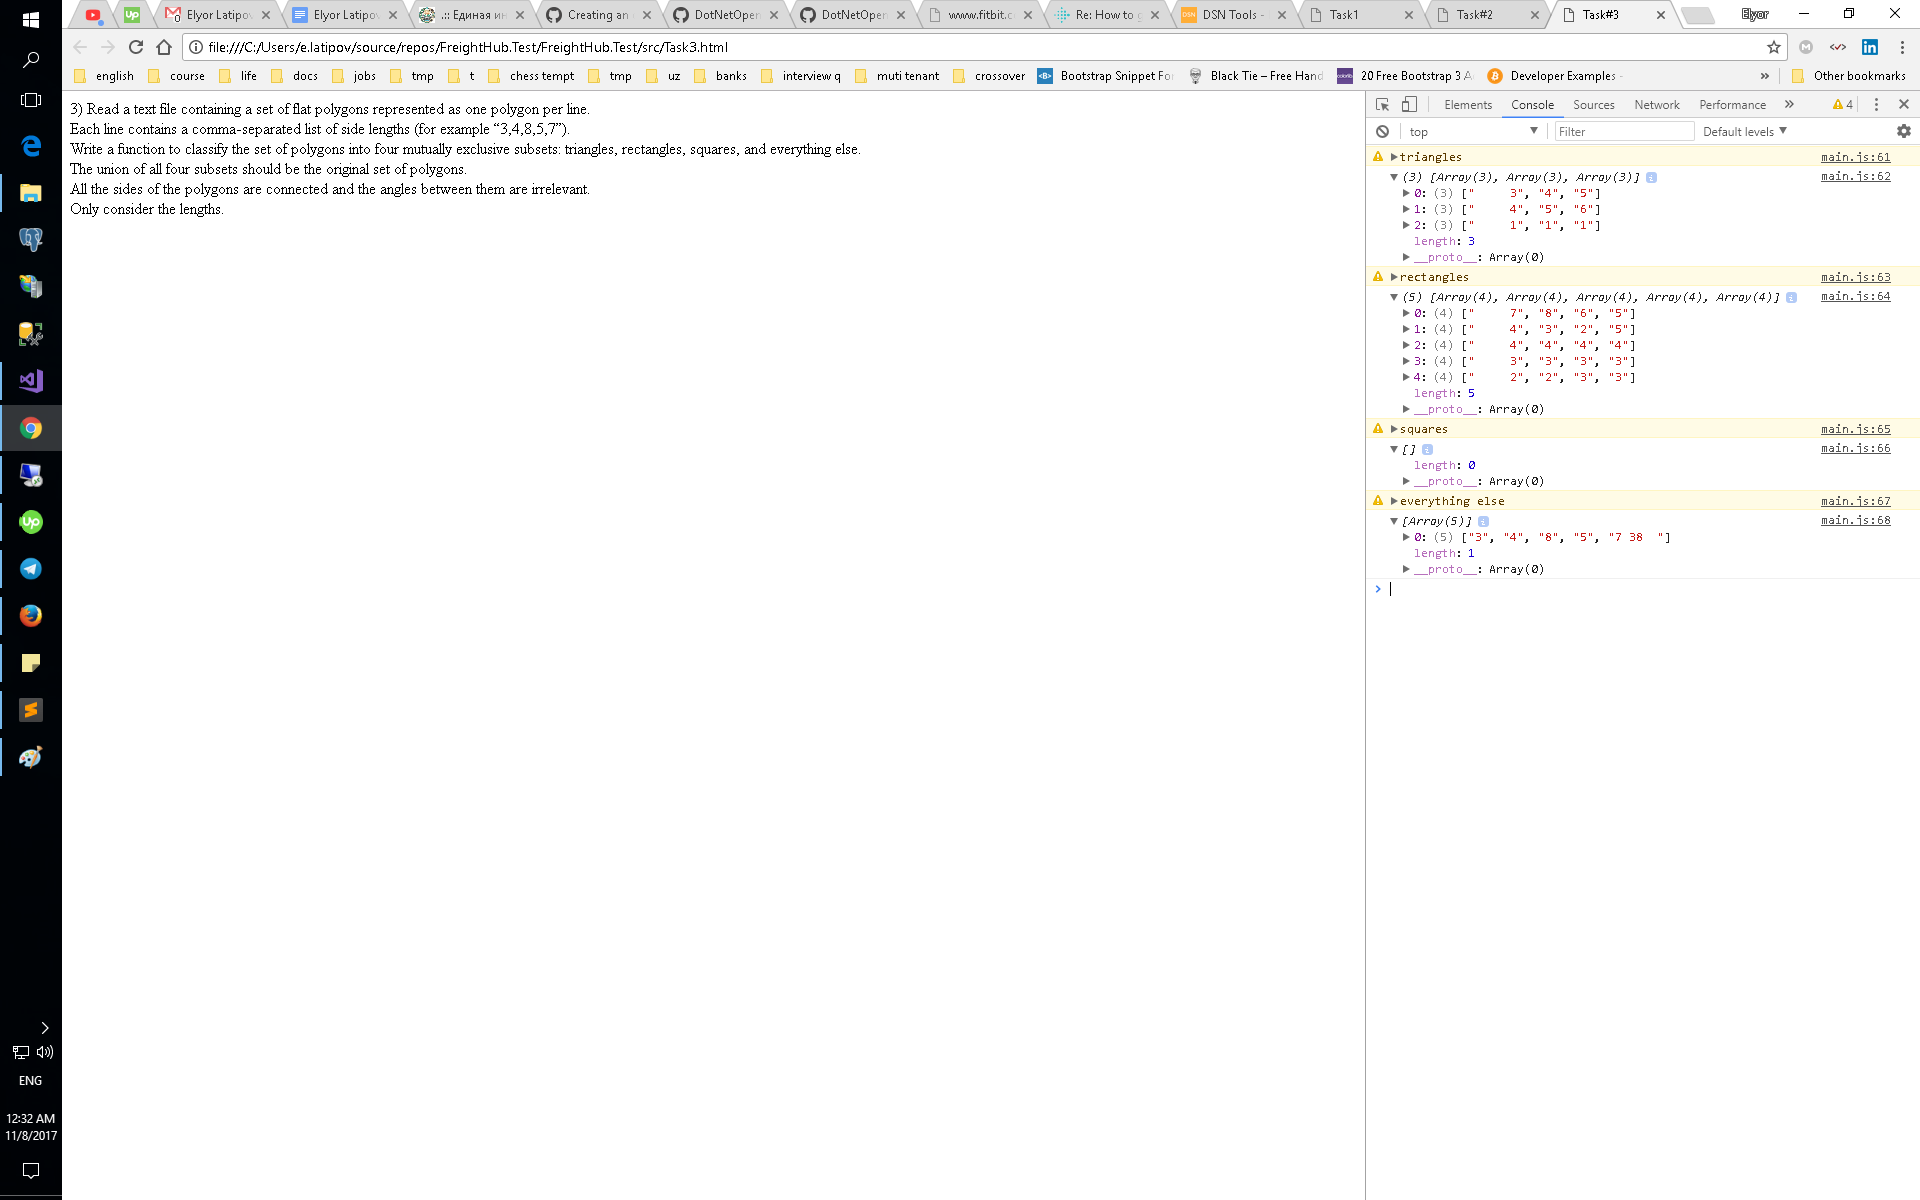 Elyor Latipov
Elyor Latipov
.:: Единая ин
Creating an
DotNetOpen
DotNetOpen
www.fitbit.c
Re: How to g
DSN Tools -
Task1
Task#2
Task#3
Elyor
file:///C:/Users/e.latipov/source/repos/FreightHub.Test/FreightHub.Test/src/Task3.html
english
course
life
docs
jobs
tmp
t
chess tempt
tmp
uz
banks
interview q
muti tenant
crossover
Bootstrap Snippet For
Black Tie – Free Hand
20 Free Bootstrap 3 A
Developer Examples -
»
Other bookmarks
3) Read a text file containing a set of flat polygons represented as one polygon per line.
Each line contains a comma-separated list of side lengths (for example “3,4,8,5,7”).
Write a function to classify the set of polygons into four mutually exclusive subsets: triangles, rectangles, squares, and everything else.
The union of all four subsets should be the original set of polygons.
All the sides of the polygons are connected and the angles between them are irrelevant.
Only consider the lengths.
Elements Console Sources Network Performance » 4
top Filter Default levels
triangles main.js:61
(3) [Array(3), Array(3), Array(3)] main.js:62
0: (3) ["     3", "4", "5"]
1: (3) ["     4", "5", "6"]
2: (3) ["     1", "1", "1"]
length: 3
__proto__: Array(0)
rectangles main.js:63
(5) [Array(4), Array(4), Array(4), Array(4), Array(4)] main.js:64
0: (4) ["     7", "8", "6", "5"]
1: (4) ["     4", "3", "2", "5"]
2: (4) ["     4", "4", "4", "4"]
3: (4) ["     3", "3", "3", "3"]
4: (4) ["     2", "2", "3", "3"]
length: 5
__proto__: Array(0)
squares main.js:65
[] main.js:66
length: 0
__proto__: Array(0)
everything else main.js:67
[Array(5)] main.js:68
0: (5) ["3", "4", "8", "5", "7 38  "]
length: 1
__proto__: Array(0)
>
ENG
12:32 AM
11/8/2017